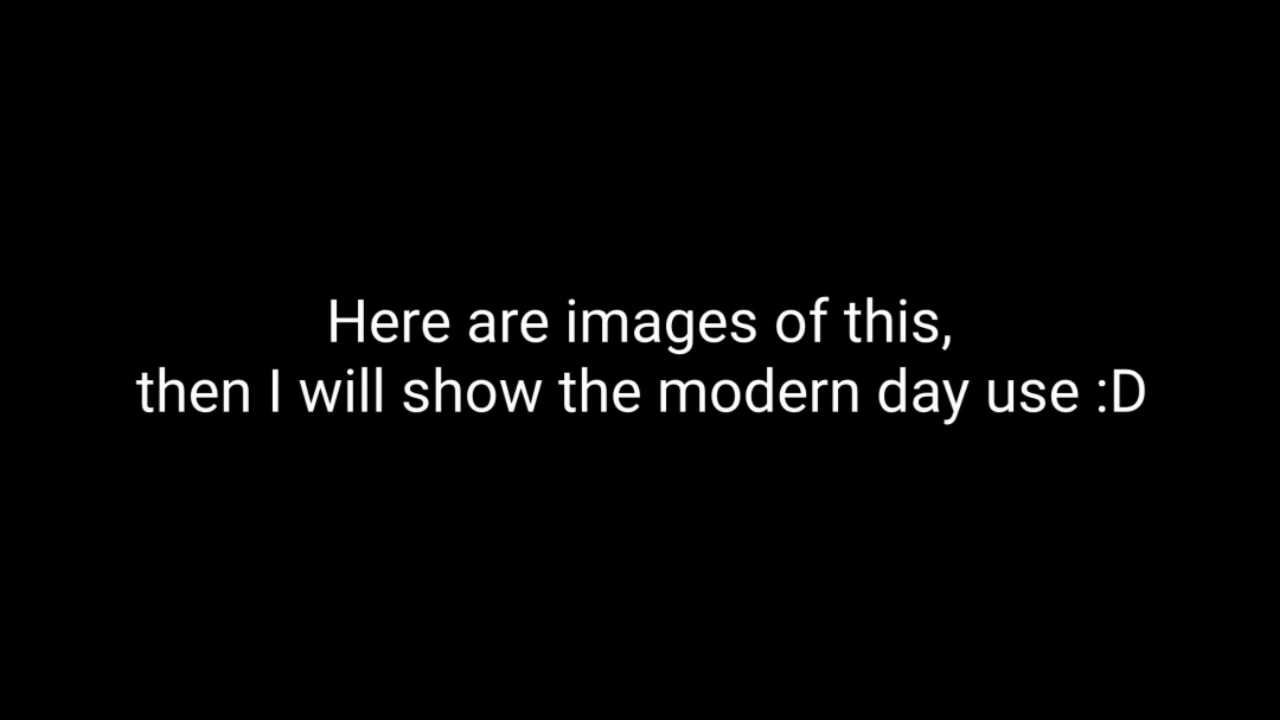 Here are images of this,
then I will show the modern day use :D